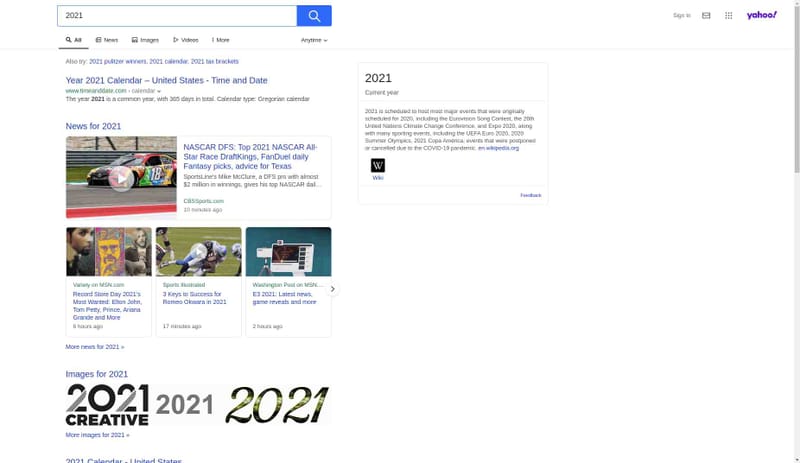 2021
Sign in
yahoo!
All
News
Images
Videos
More
Anytime
Also try: 2021 pulitzer winners, 2021 calendar, 2021 tax brackets
Year 2021 Calendar – United States - Time and Date
www.timeanddate.com › calendar
The year 2021 is a common year, with 365 days in total. Calendar type: Gregorian calendar
News for 2021
NASCAR DFS: Top 2021 NASCAR All-
Star Race DraftKings, FanDuel daily
Fantasy picks, advice for Texas
SportsLine's Mike McClure, a DFS pro with almost
$2 million in winnings, gives his top NASCAR dail...
CBSSports.com
10 minutes ago
18
Variety on MSN.com
Record Store Day 2021's
Most Wanted: Elton John,
Tom Petty, Prince, Ariana
Grande and More
6 hours ago
Sports Illustrated
3 Keys to Success for
Romeo Okwara in 2021
17 minutes ago
Washington Post on MSN....
E3 2021: Latest news,
game reveals and more
2 hours ago
More news for 2021 »
Images for 2021
2021
CREATIVE
2021
2021
More images for 2021 »
2021 Calendar - United States
2021
Current year
2021 is scheduled to host most major events that were originally
scheduled for 2020, including the Eurovision Song Contest, the 26th
United Nations Climate Change Conference, and Expo 2020, along
with many sporting events, including the UEFA Euro 2020, 2020
Summer Olympics, 2021 Copa América; events that were postponed
or cancelled due to the COVID-19 pandemic. en.wikipedia.org
W
Wiki
Feedback